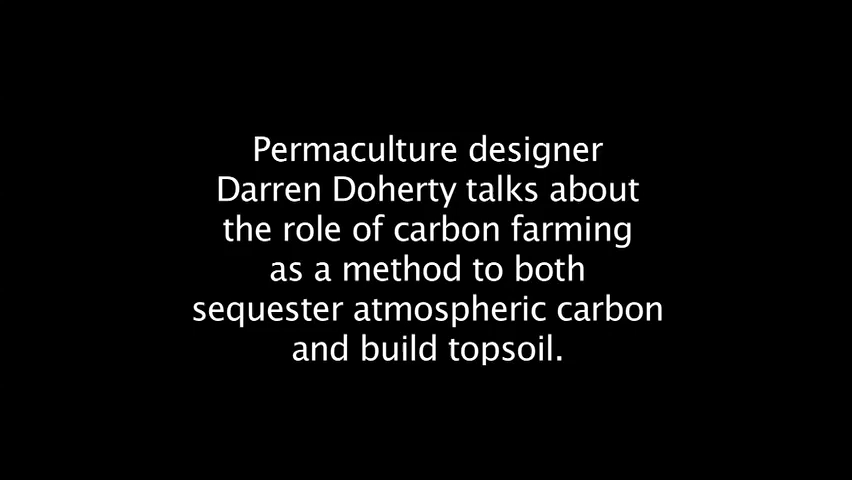 Permaculture designer
Darren Doherty talks about
the role of carbon farming
as a method to both
sequester atmospheric carbon
and build topsoil.